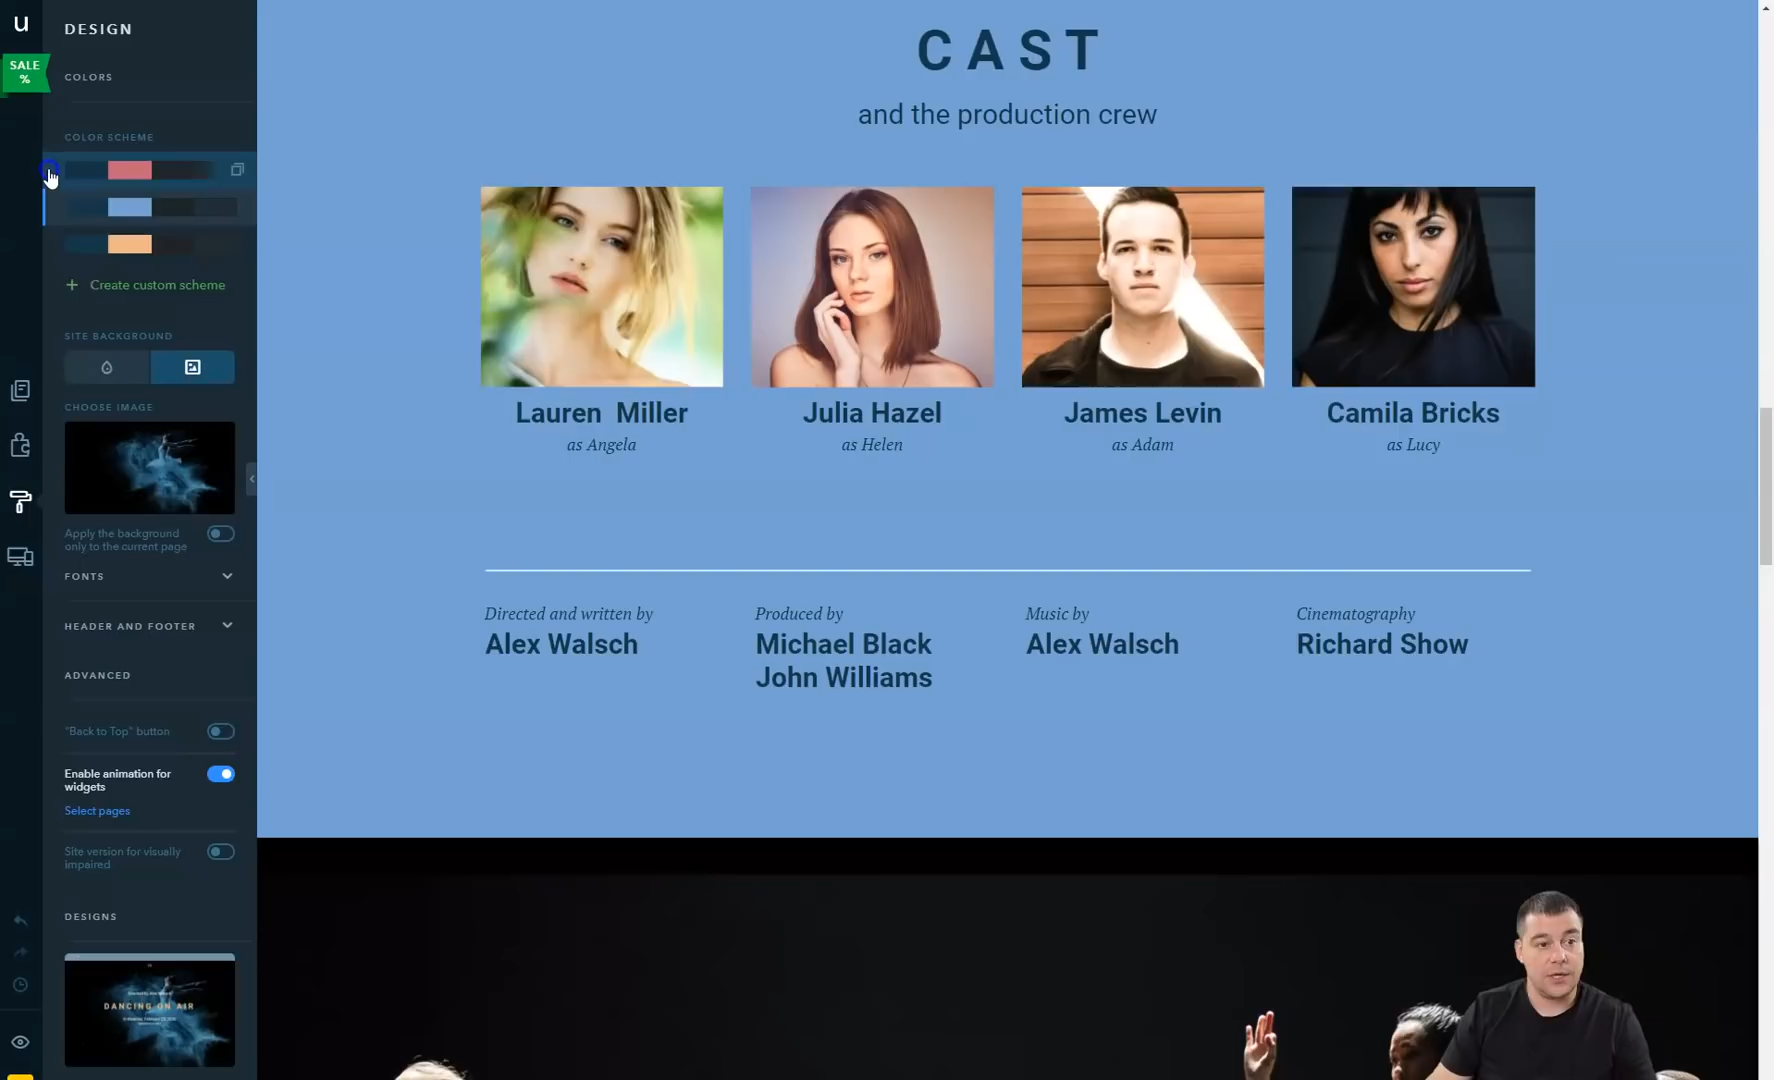 u
DESIGN
SALE
%
COLORS
COLOR SCHEME
+ Create custom scheme
SITE BACKGROUND
CHOOSE IMAGE
Apply the background
only to the current page
FONTS
HEADER AND FOOTER
ADVANCED
"Back to Top" button
Enable animation for
widgets
Select pages
Site version for visually
impaired
DESIGNS
DANCING ON AIR
CAST
and the production crew
Lauren Miller
as Angela
Julia Hazel
as Helen
James Levin
as Adam
Camila Bricks
as Lucy
Directed and written by
Alex Walsch
Produced by
Michael Black
John Williams
Music by
Alex Walsch
Cinematography
Richard Show